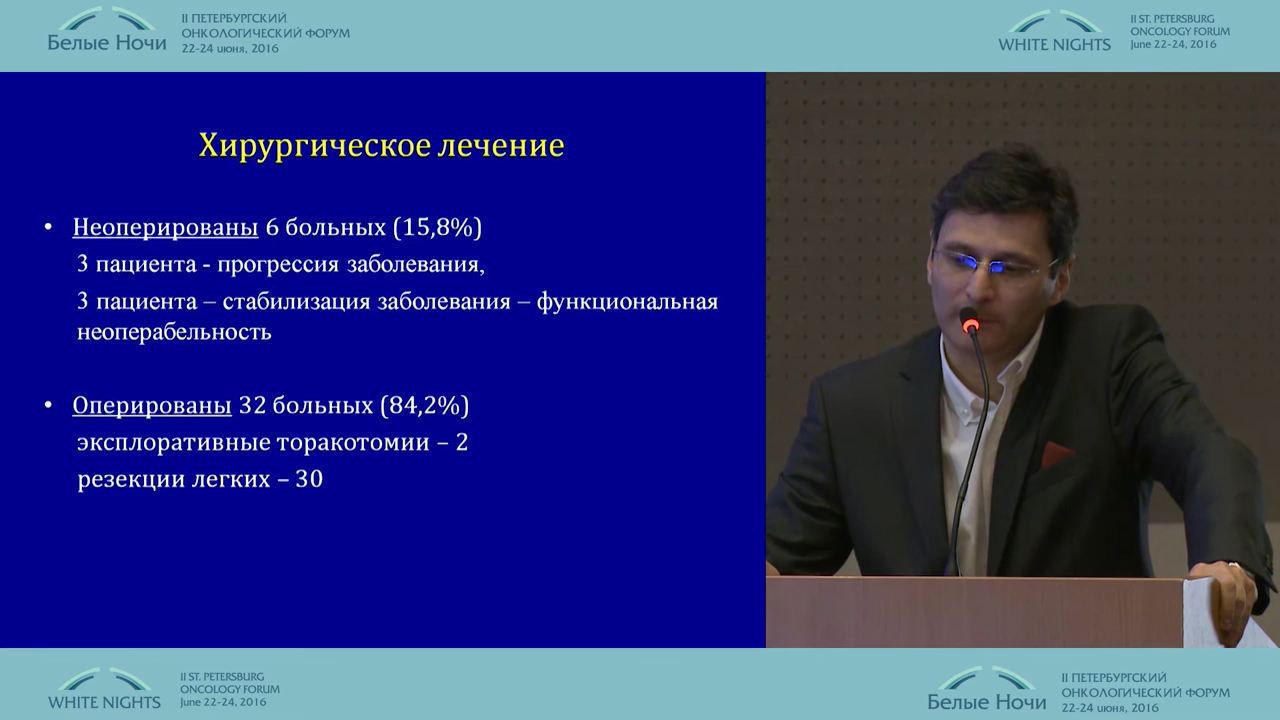 Белые Ночи
II ПЕТЕРБУРГСКИЙ
ОНКОЛОГИЧЕСКИЙ ФОРУМ
22-24 июня, 2016
WHITE NIGHTS
II ST. PETERSBURG
ONCOLOGY FORUM
June 22-24, 2016
Хирургическое лечение
• Неоперированы 6 больных (15,8%)
3 пациента - прогрессия заболевания,
3 пациента – стабилизация заболевания – функциональная
неоперабельность
• Оперированы 32 больных (84,2%)
эксплоративные торакотомии – 2
резекции легких – 30
WHITE NIGHTS
II ST. PETERSBURG
ONCOLOGY FORUM
June 22-24, 2016
Белые Ночи
II ПЕТЕРБУРГСКИЙ
ОНКОЛОГИЧЕСКИЙ ФОРУМ
22-24 июня, 2016